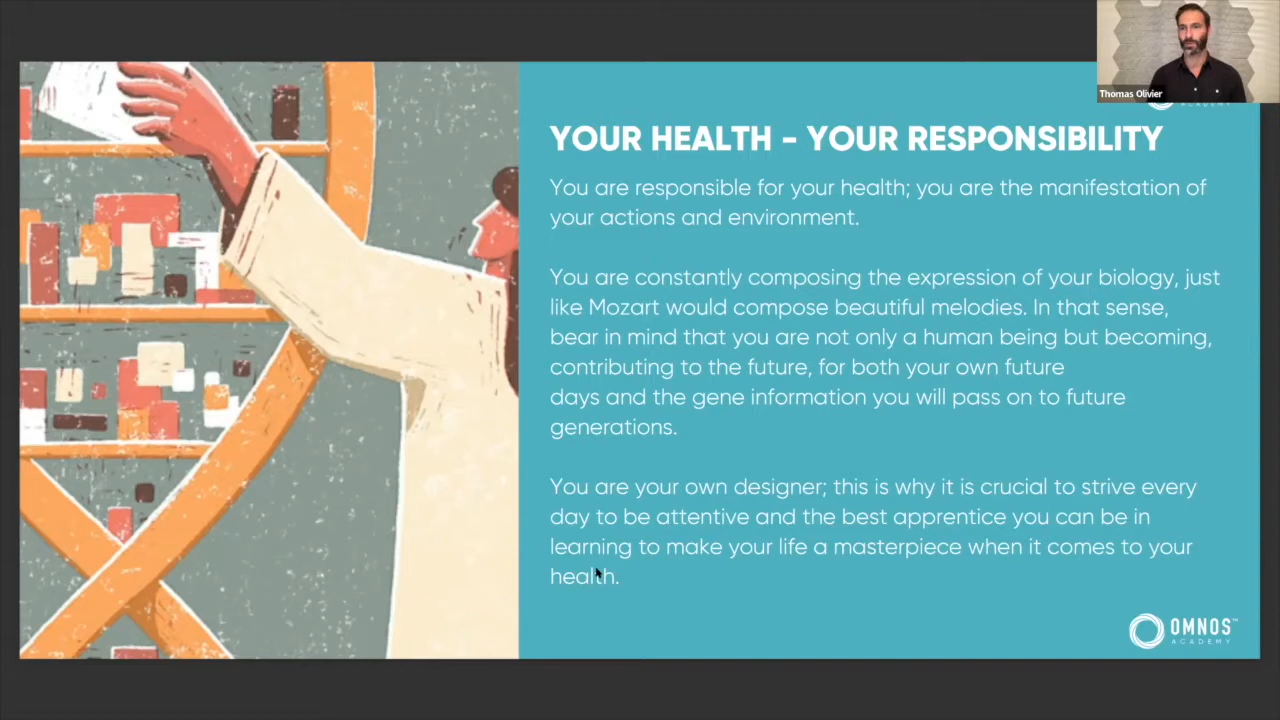 Thomas Olivier
YOUR HEALTH - YOUR RESPONSIBILITY
You are responsible for your health; you are the manifestation of
your actions and environment.
You are constantly composing the expression of your biology, just
like Mozart would compose beautiful melodies. In that sense,
bear in mind that you are not only a human being but becoming,
contributing to the future, for both your own future
days and the gene information you will pass on to future
generations.
You are your own designer; this is why it is crucial to strive every
day to be attentive and the best apprentice you can be in
learning to make your life a masterpiece when it comes to your
health.
OMNOS™
ACADEMY